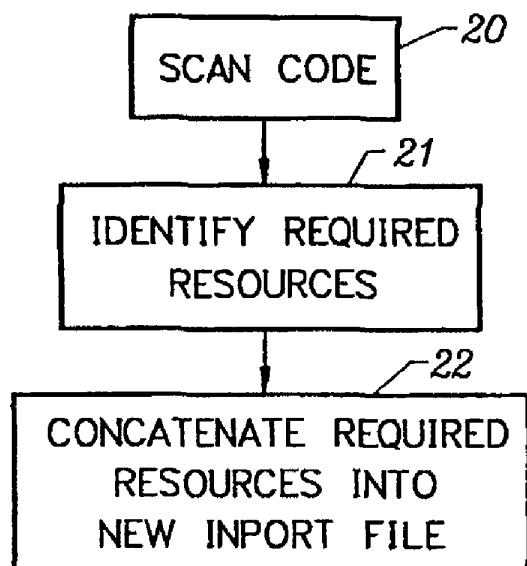 20
SCAN CODE
21
IDENTIFY REQUIRED
RESOURCES
22
CONCATENATE REQUIRED
RESOURCES INTO
NEW INPORT FILE